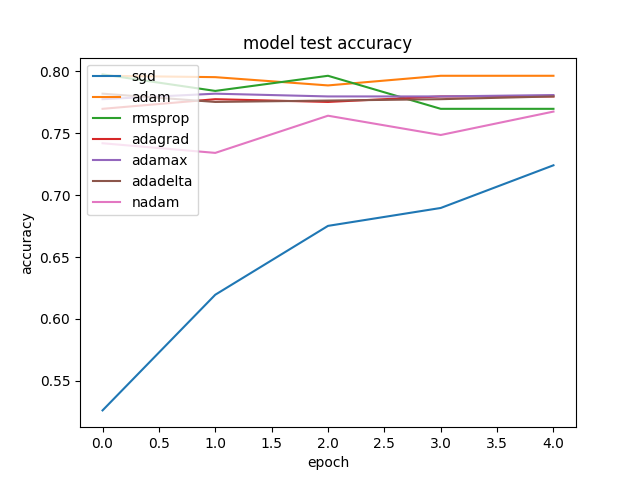 model test accuracy
accuracy
0.80
0.75
0.70
0.65
0.60
0.55
sgd
adam
rmsprop
adagrad
adamax
adadelta
nadam
0.0 0.5 1.0 1.5 2.0 2.5 3.0 3.5 4.0
epoch